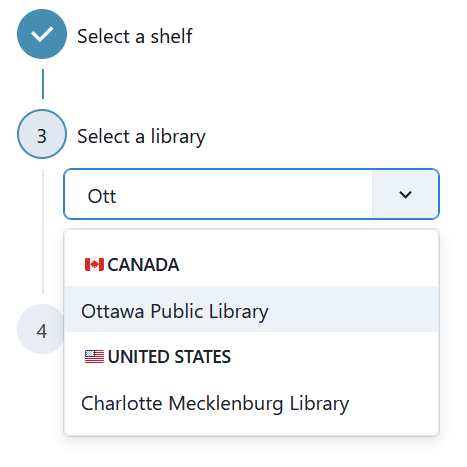 Select a shelf
3
Select a library
Ott
CANADA
Ottawa Public Library
4
UNITED STATES
Charlotte Mecklenburg Library